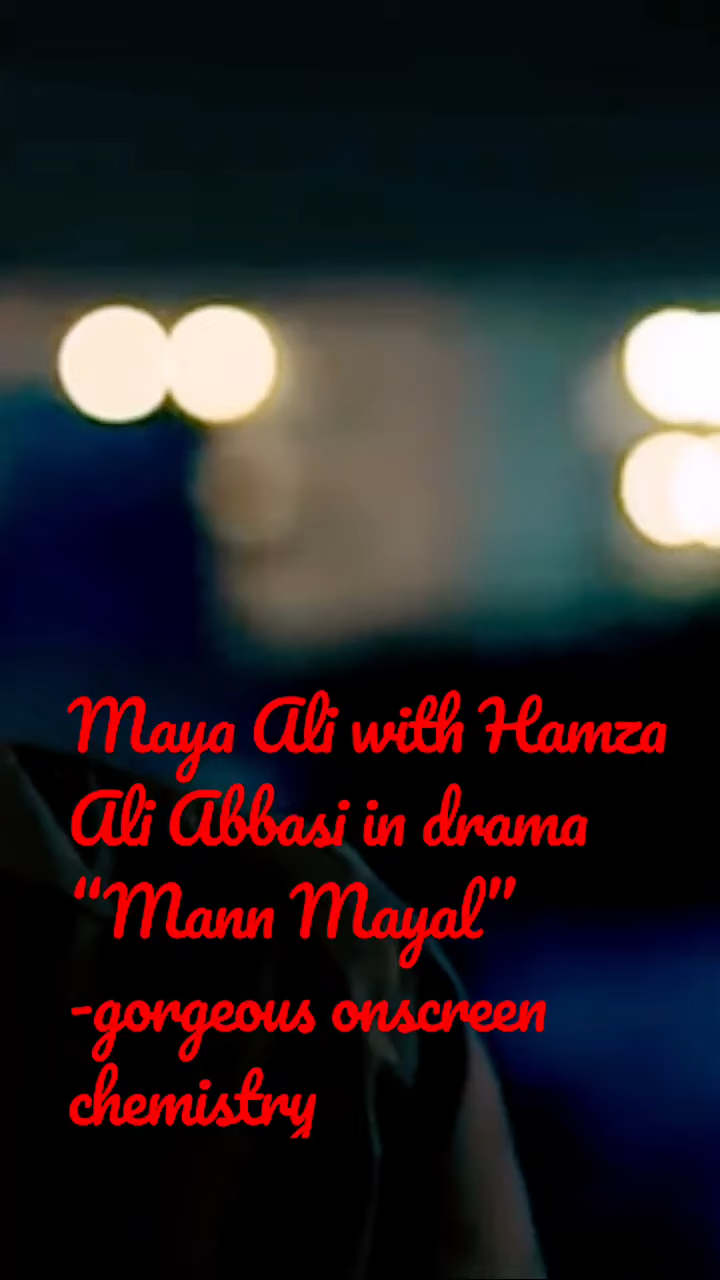 Maya Ali with Hamza
Ali Abbasi in drama
“Mann Mayal”
-gorgeous onscreen
chemistry